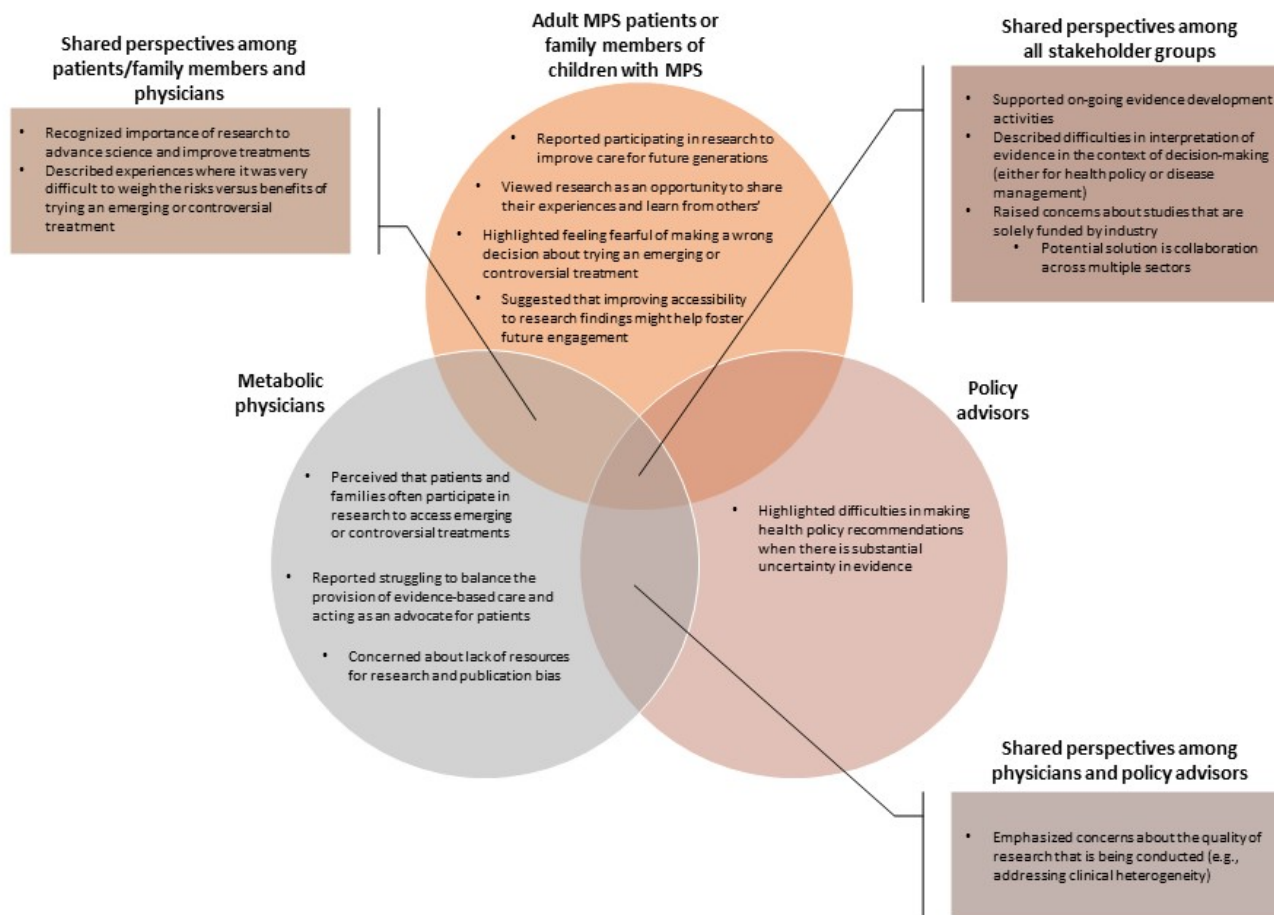 Shared perspectives among
patients/family members and
physicians
• Recognized importance of research to
advance science and improve treatments
• Described experiences where it was very
difficult to weigh the risks versus benefits of
trying an emerging or controversial
treatment
Adult MPS patients or
family members of
children with MPS
• Reported participating in research to
improve care for future generations
• Viewed research as an opportunity to share
their experiences and learn from others’
• Highlighted feeling fearful of making a wrong
decision about trying an emerging or
controversial treatment
• Suggested that improving accessibility
to research findings might help foster
future engagement
Shared perspectives among
all stakeholder groups
• Supported on-going evidence development
activities
• Described difficulties in interpretation of
evidence in the context of decision-making
(either for health policy or disease
management)
• Raised concerns about studies that are
solely funded by industry
• Potential solution is collaboration
across multiple sectors
Metabolic
physicians
• Perceived that patients and
families often participate in
research to access emerging
or controversial treatments
• Reported struggling to balance the
provision of evidence-based care and
acting as an advocate for patients
• Concerned about lack of resources
for research and publication bias
Policy
advisors
• Highlighted difficulties in making
health policy recommendations
when there is substantial
uncertainty in evidence
Shared perspectives among
physicians and policy advisors
• Emphasized concerns about the quality of
research that is being conducted (e.g.,
addressing clinical heterogeneity)